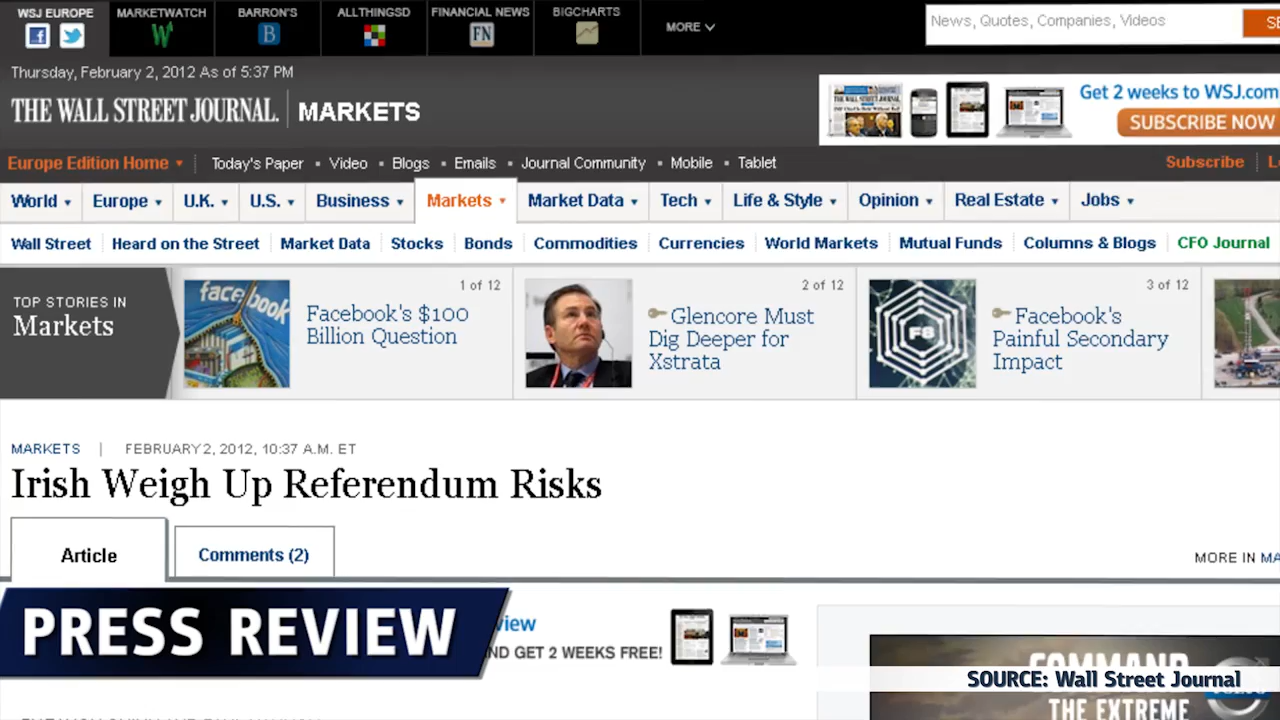 WSJ EUROPE
MARKETWATCH
BARRON'S
ALLTHINGSD
FINANCIAL NEWS
BIGCHARTS
MORE
f
W
B
FN
News, Quotes, Companies, Videos
Thursday, February 2, 2012 As of 5:37 PM
THE WALL STREET JOURNAL. MARKETS
Get 2 weeks to WSJ.com
SUBSCRIBE NOW
Europe Edition Home Today's Paper Video Blogs Emails Journal Community Mobile Tablet Subscribe
World Europe U.K. U.S. Business Markets Market Data Tech Life & Style Opinion Real Estate Jobs
Wall Street Heard on the Street Market Data Stocks Bonds Commodities Currencies World Markets Mutual Funds Columns & Blogs CFO Journal
TOP STORIES IN
Markets
facebook
1 of 12
Facebook's $100
Billion Question
2 of 12
Glencore Must
Dig Deeper for
Xstrata
F8
3 of 12
Facebook's
Painful Secondary
Impact
MARKETS | FEBRUARY 2, 2012, 10:37 A.M. ET
Irish Weigh Up Referendum Risks
Article
Comments (2)
MORE IN
PRESS REVIEW
GET 2 WEEKS FREE!
COMMAND
THE EXTREME
SOURCE: Wall Street Journal